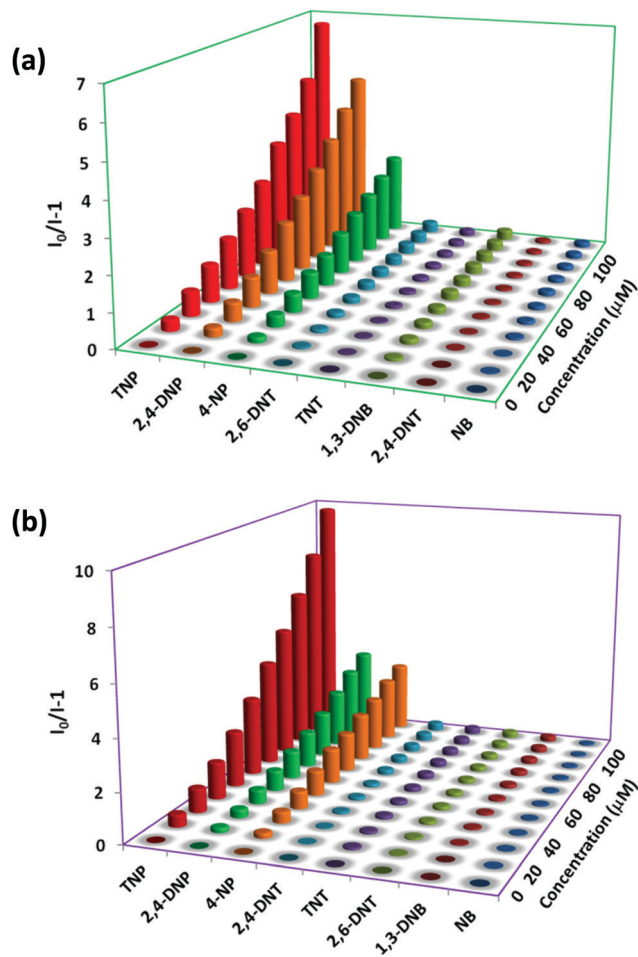 (a)
7
6
5
4
3
2
1
0
I0/I-1
TNP
2,4-DNP
4-NP
2,6-DNT
TNT
1,3-DNB
2,4-DNT
NB
0
20
40
60
80
100
Concentration (μM)
(b)
10
8
6
4
2
0
I0/I-1
TNP
2,4-DNP
4-NP
2,4-DNT
TNT
2,6-DNT
1,3-DNB
NB
0
20
40
60
80
100
Concentration (μM)